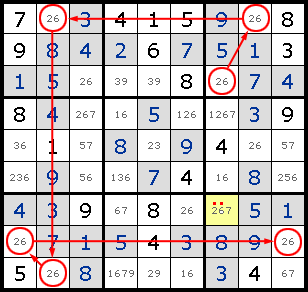 7 26 3 4 1 5 9 26 8
9 8 4 2 6 7 5 1 3
1 5 26 39 39 8 26 7 4
8 4 267 16 5 126 1267 3 9
36 1 57 8 23 9 4 26 57
236 9 56 136 7 4 16 8 256
4 3 9 67 8 26 267 5 1
26 7 1 5 4 3 8 9 26
5 26 8 1679 29 16 3 4 67